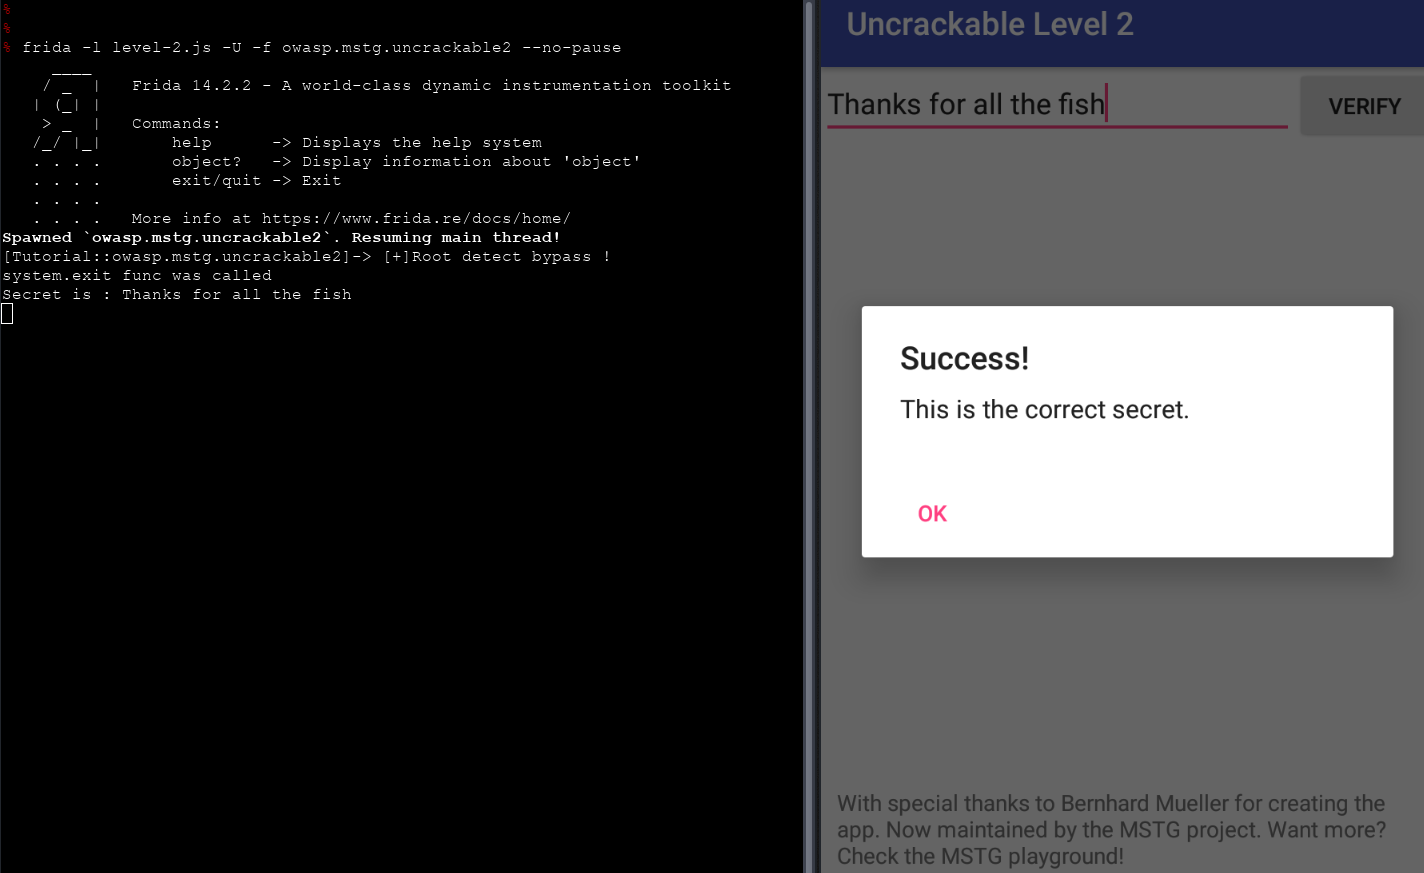 %
%
% frida -l level-2.js -U -f owasp.mstg.uncrackable2 --no-pause
     ____
    / _  |   Frida 14.2.2 - A world-class dynamic instrumentation toolkit
   | (_| |
    > _  |   Commands:
   /_/ |_|       help      -> Displays the help system
   . . . .       object?   -> Display information about 'object'
   . . . .       exit/quit -> Exit
   . . . .
   . . . .   More info at https://www.frida.re/docs/home/
Spawned `owasp.mstg.uncrackable2`. Resuming main thread!
[Tutorial::owasp.mstg.uncrackable2]-> [+]Root detect bypass !
system.exit func was called
Secret is : Thanks for all the fish
Uncrackable Level 2
Thanks for all the fish
VERIFY
Success!
This is the correct secret.
OK
With special thanks to Bernhard Mueller for creating the
app. Now maintained by the MSTG project. Want more?
Check the MSTG playground!